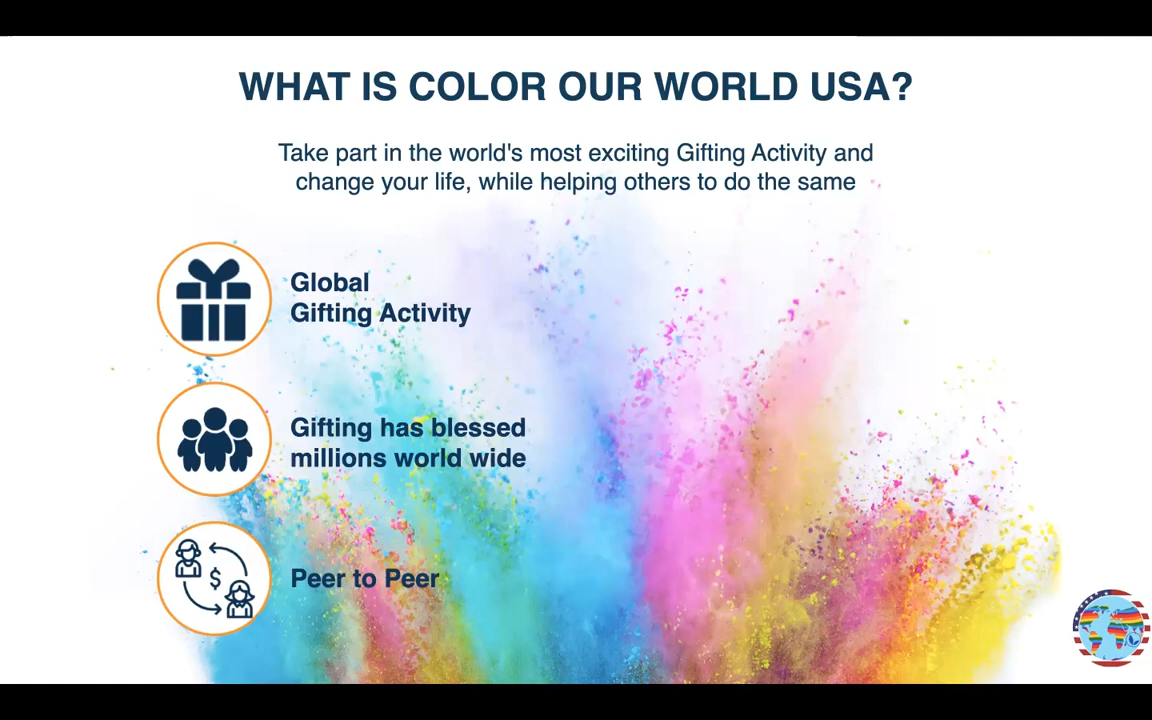 WHAT IS COLOR OUR WORLD USA?
Take part in the world's most exciting Gifting Activity and
change your life, while helping others to do the same
Global
Gifting Activity
Gifting has blessed
millions world wide
$
Peer to Peer